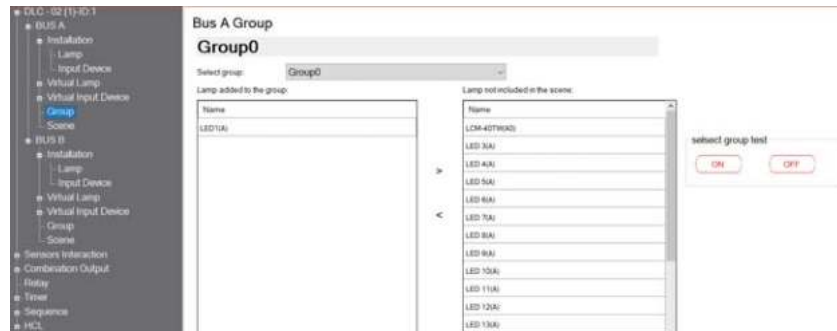 DLC - 02 (1)-ID:1
BUS A
Installation
Lamp
Input Device
Virtual Lamp
Virtual Input Device
Group
Scene
BUS B
Installation
Lamp
Input Device
Virtual Lamp
Virtual Input Device
Group
Scene
Sensors Interaction
Combination Output
Relay
Timer
Sequence
HCL
Bus A Group
Group0
Select group: Group0
Lamp added to the group:
Name
LED1(A)
>
<
Lamp not included in the scene:
Name
LCM-40TW(A0)
LED 3(A)
LED 4(A)
LED 5(A)
LED 6(A)
LED 7(A)
LED 8(A)
LED 9(A)
LED 10(A)
LED 11(A)
LED 12(A)
LED 13(A)
selsect group test
ON OFF